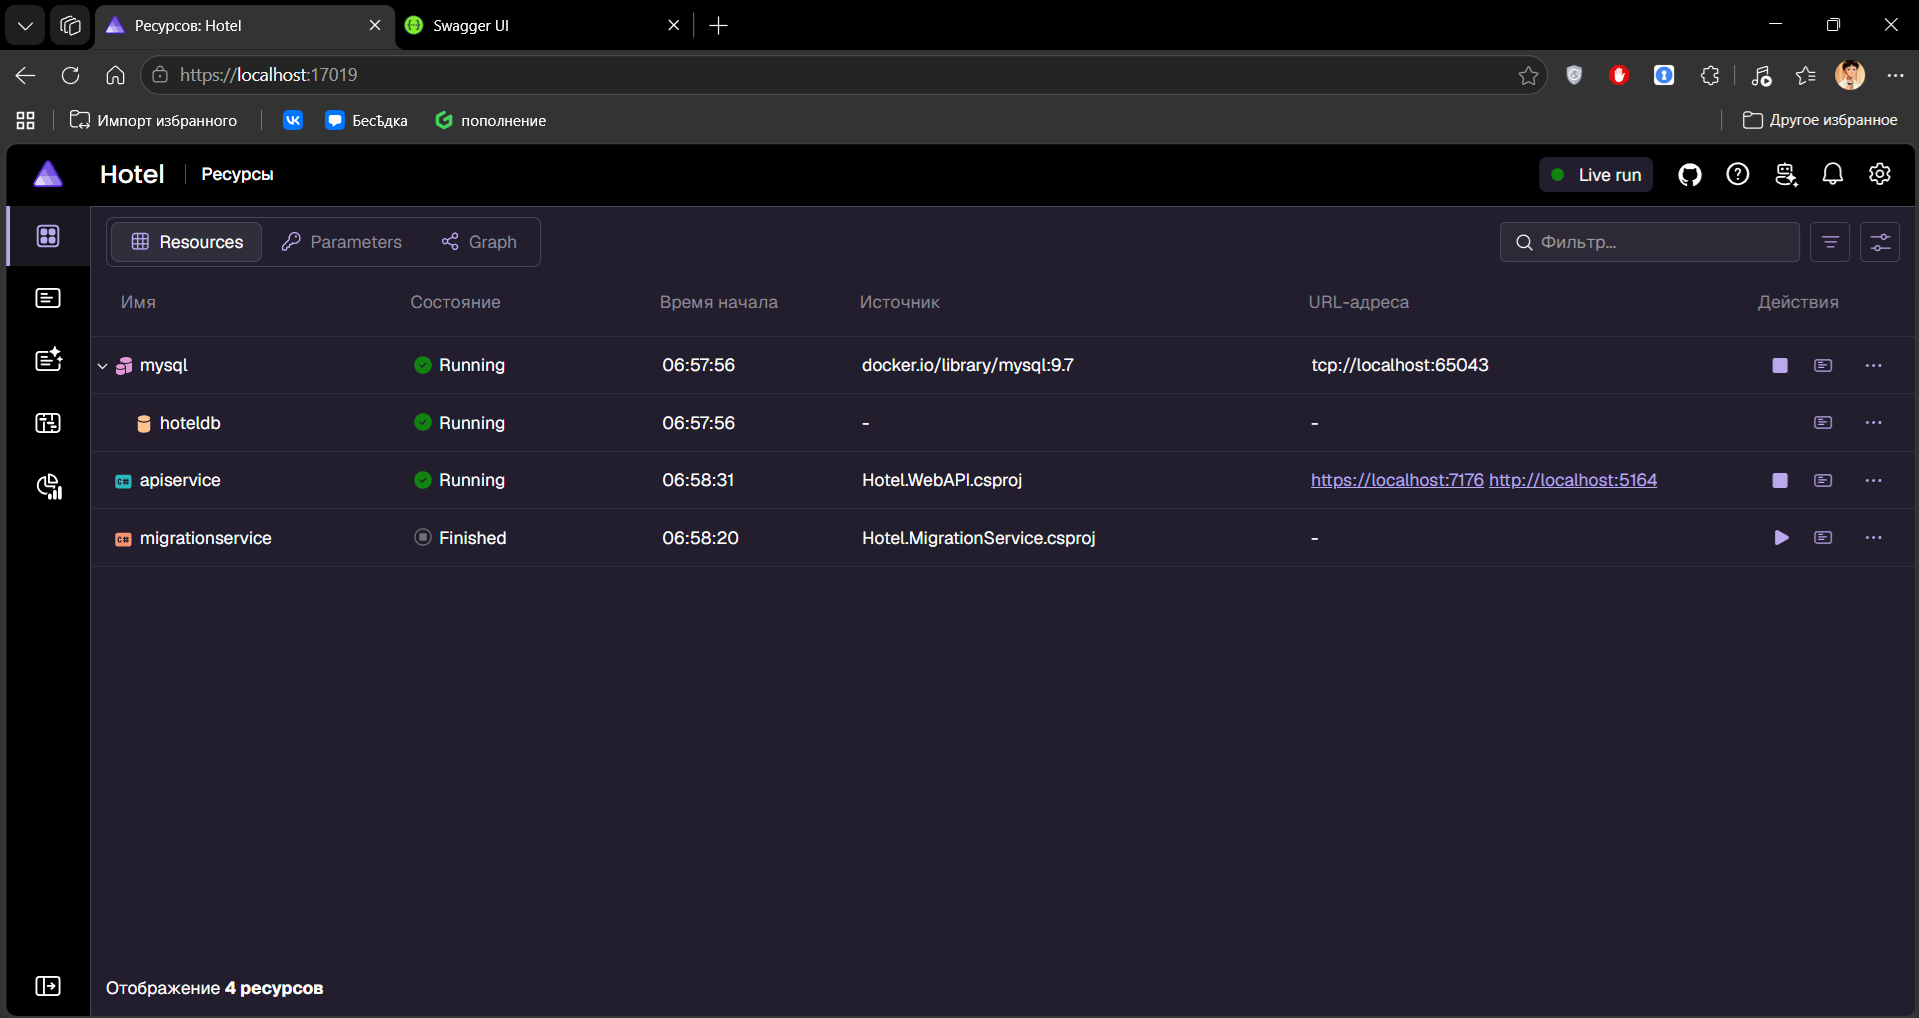 Ресурсов: Hotel
Swagger UI
https://localhost:17019
Импорт избранного
Бесѣдка
пополнение
Другое избранное
Hotel
Ресурсы
Live run
Resources
Parameters
Graph
Фильтр...
Имя Состояние Время начала Источник URL-адреса Действия
mysql Running 06:57:56 docker.io/library/mysql:9.7 tcp://localhost:65043
hoteldb Running 06:57:56 - -
C# apiservice Running 06:58:31 Hotel.WebAPI.csproj https://localhost:7176 http://localhost:5164
C# migrationservice Finished 06:58:20 Hotel.MigrationService.csproj -
Отображение 4 ресурсов